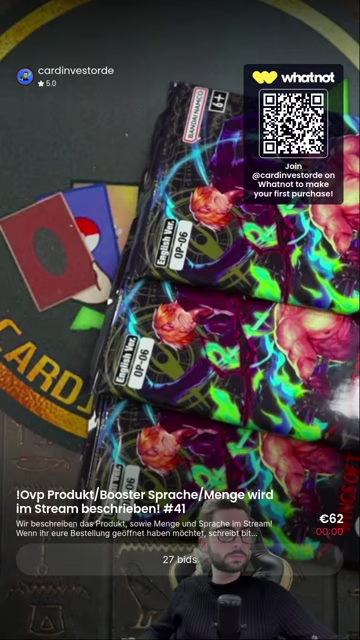 cardinvestorde
★ 5.0
whatnot
Join
@cardinvestorde on
Whatnot to make
your first purchase!
BANDAI NAMCO
6+
English Ver.
OP-06
English Ver.
OP-06
English Ver.
OP-06
CARDI
!Ovp Produkt/Booster Sprache/Menge wird
im Stream beschrieben! #41
Wir beschreiben das Produkt, sowie Menge und Sprache im Stream!
Wenn ihr eure Bestellung geöffnet haben möchtet, schreibt bit...
€62
00:00
27 bids